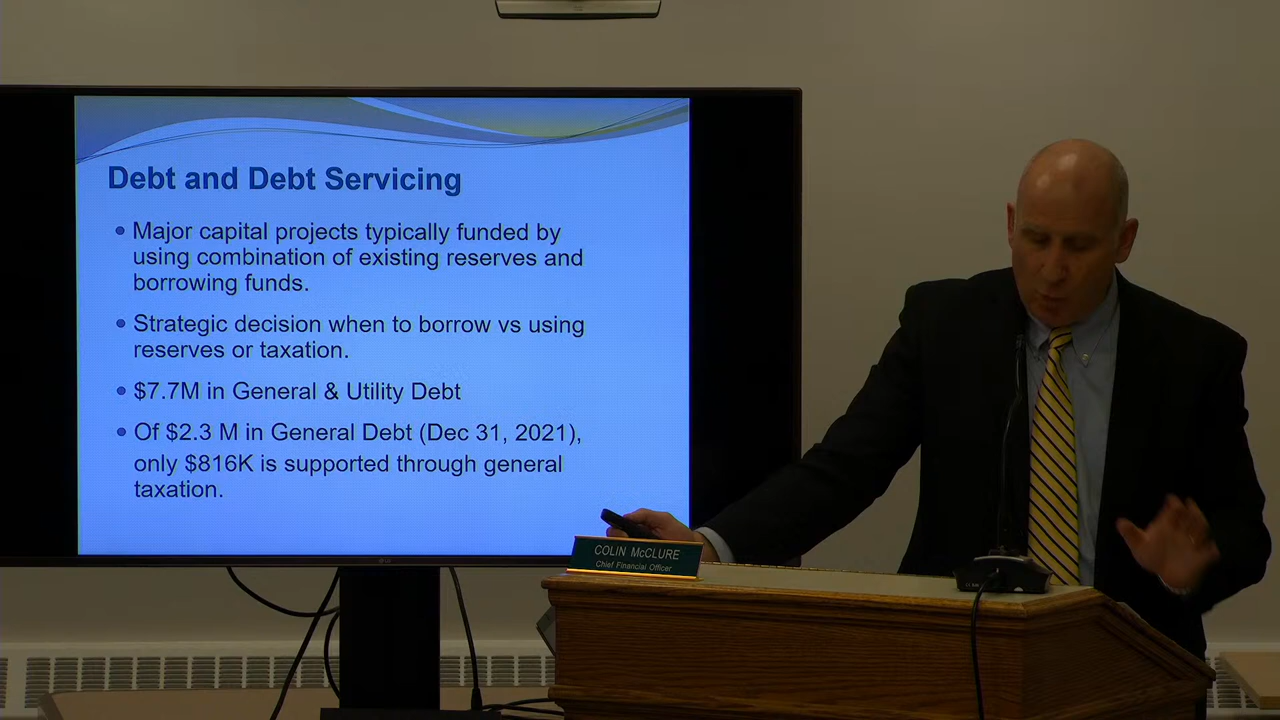 Debt and Debt Servicing
• Major capital projects typically funded by
using combination of existing reserves and
borrowing funds.
• Strategic decision when to borrow vs using
reserves or taxation.
• $7.7M in General & Utility Debt
• Of $2.3 M in General Debt (Dec 31, 2021),
only $816K is supported through general
taxation.
COLIN McCLURE
Chief Financial Officer
LG